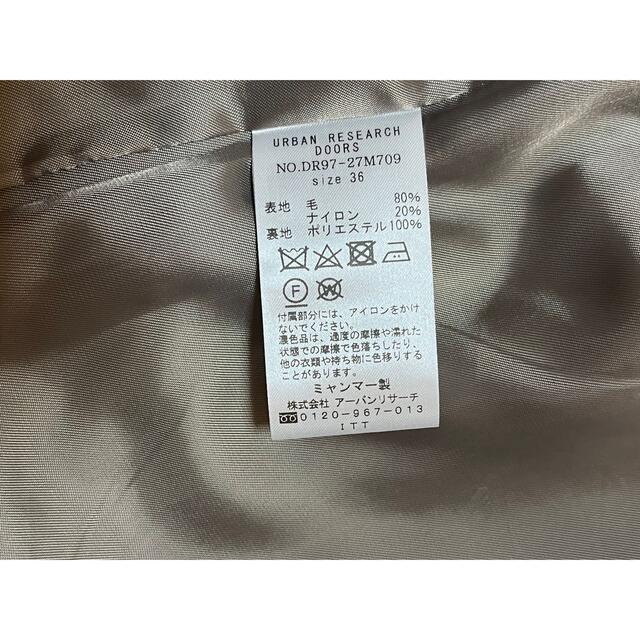 URBAN RESEARCH
DOORS
NO.DR97-27M709
size 36
表地 毛 80%
ナイロン 20%
裏地 ポリエステル100%
F W
付属部分には、アイロンをかけ
ないでください。
濃色品は、過度の摩擦や濡れた
状態での摩擦で色落ちしたり、
他の衣類や持ち物に色移りする
ことがあります。
ミャンマー製
株式会社 アーバンリサーチ
0120-967-013
ITT